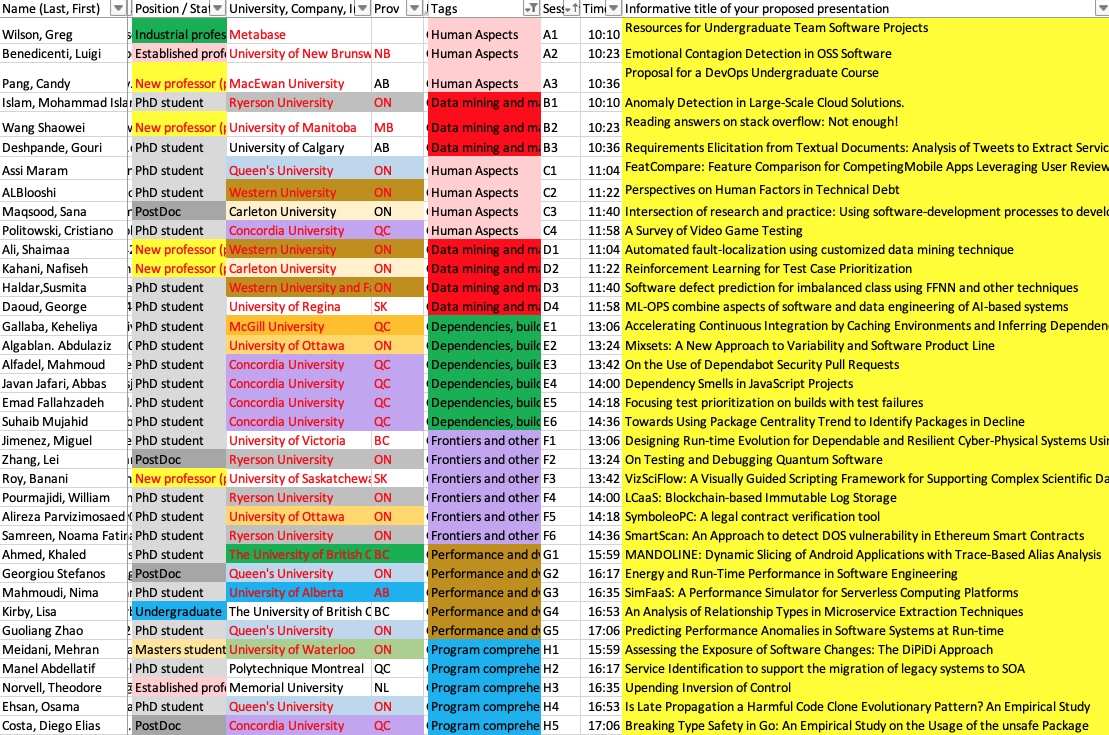 Name (Last, First) Position / Sta University, Company, I Prov Tags Ses Tim Informative title of your proposed presentation
Wilson, Greg Industrial profes Metabase Human Aspects A1 10:10 Resources for Undergraduate Team Software Projects
Benedicenti, Luigi Established profe University of New Brunsw NB Human Aspects A2 10:23 Emotional Contagion Detection in OSS Software
Pang, Candy New professor (p MacEwan University AB Human Aspects A3 10:36 Proposal for a DevOps Undergraduate Course
Islam, Mohammad Islam PhD student Ryerson University ON Data mining and ma B1 10:10 Anomaly Detection in Large-Scale Cloud Solutions.
Wang Shaowei New professor (p University of Manitoba MB Data mining and ma B2 10:23 Reading answers on stack overflow: Not enough!
Deshpande, Gouri PhD student University of Calgary AB Data mining and ma B3 10:36 Requirements Elicitation from Textual Documents: Analysis of Tweets to Extract Servic
Assi Maram PhD student Queen's University ON Human Aspects C1 11:04 FeatCompare: Feature Comparison for CompetingMobile Apps Leveraging User Review
ALBlooshi PhD student Western University ON Human Aspects C2 11:22 Perspectives on Human Factors in Technical Debt
Maqsood, Sana PostDoc Carleton University ON Human Aspects C3 11:40 Intersection of research and practice: Using software-development processes to develo
Politowski, Cristiano PhD student Concordia University QC Human Aspects C4 11:58 A Survey of Video Game Testing
Ali, Shaimaa New professor (p Western University ON Data mining and ma D1 11:04 Automated fault-localization using customized data mining technique
Kahani, Nafiseh New professor (p Carleton University ON Data mining and ma D2 11:22 Reinforcement Learning for Test Case Prioritization
Haldar,Susmita PhD student Western University and Fa ON Data mining and ma D3 11:40 Software defect prediction for imbalanced class using FFNN and other techniques
Daoud, George PhD student University of Regina SK Data mining and ma D4 11:58 ML-OPS combine aspects of software and data engineering of AI-based systems
Gallaba, Keheliya PhD student McGill University QC Dependencies, build E1 13:06 Accelerating Continuous Integration by Caching Environments and Inferring Dependen
Algablan. Abdulaziz PhD student University of Ottawa ON Dependencies, build E2 13:24 Mixsets: A New Approach to Variability and Software Product Line
Alfadel, Mahmoud PhD student Concordia University QC Dependencies, build E3 13:42 On the Use of Dependabot Security Pull Requests
Javan Jafari, Abbas PhD student Concordia University QC Dependencies, build E4 14:00 Dependency Smells in JavaScript Projects
Emad Fallahzadeh PhD student Concordia University QC Dependencies, build E5 14:18 Focusing test prioritization on builds with test failures
Suhaib Mujahid PhD student Concordia University QC Dependencies, build E6 14:36 Towards Using Package Centrality Trend to Identify Packages in Decline
Jimenez, Miguel PhD student University of Victoria BC Frontiers and other F1 13:06 Designing Run-time Evolution for Dependable and Resilient Cyber-Physical Systems Usin
Zhang, Lei PostDoc Ryerson University ON Frontiers and other F2 13:24 On Testing and Debugging Quantum Software
Roy, Banani New professor (p University of Saskatchewa SK Frontiers and other F3 13:42 VizSciFlow: A Visually Guided Scripting Framework for Supporting Complex Scientific Da
Pourmajidi, William PhD student Ryerson University ON Frontiers and other F4 14:00 LCaaS: Blockchain-based Immutable Log Storage
Alireza Parvizimosaed PhD student University of Ottawa ON Frontiers and other F5 14:18 SymboleoPC: A legal contract verification tool
Samreen, Noama Fatima PhD student Ryerson University ON Frontiers and other F6 14:36 SmartScan: An Approach to detect DOS vulnerability in Ethereum Smart Contracts
Ahmed, Khaled PhD student The University of British C BC Performance and dy G1 15:59 MANDOLINE: Dynamic Slicing of Android Applications with Trace-Based Alias Analysis
Georgiou Stefanos PostDoc Queen's University ON Performance and dy G2 16:17 Energy and Run-Time Performance in Software Engineering
Mahmoudi, Nima PhD student University of Alberta AB Performance and dy G3 16:35 SimFaaS: A Performance Simulator for Serverless Computing Platforms
Kirby, Lisa Undergraduate The University of British C BC Performance and dy G4 16:53 An Analysis of Relationship Types in Microservice Extraction Techniques
Guoliang Zhao PhD student Queen's University ON Performance and dy G5 17:06 Predicting Performance Anomalies in Software Systems at Run-time
Meidani, Mehran Masters student University of Waterloo ON Program comprehe H1 15:59 Assessing the Exposure of Software Changes: The DiPiDi Approach
Manel Abdellatif PhD student Polytechnique Montreal QC Program comprehe H2 16:17 Service Identification to support the migration of legacy systems to SOA
Norvell, Theodore Established profe Memorial University NL Program comprehe H3 16:35 Upending Inversion of Control
Ehsan, Osama PhD student Queen's University ON Program comprehe H4 16:53 Is Late Propagation a Harmful Code Clone Evolutionary Pattern? An Empirical Study
Costa, Diego Elias PostDoc Concordia University QC Program comprehe H5 17:06 Breaking Type Safety in Go: An Empirical Study on the Usage of the unsafe Package